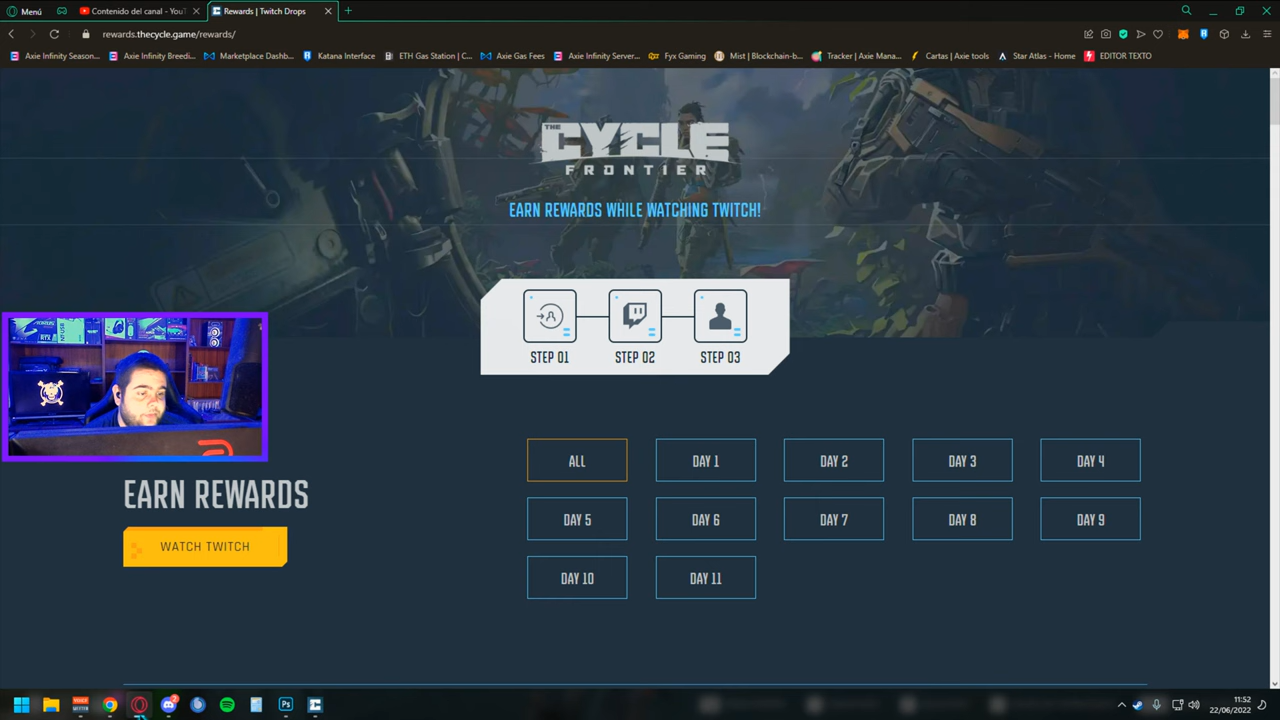 Menú
Contenido del canal - YouT
Rewards | Twitch Drops
rewards.thecycle.game/rewards/
Axie Infinity Season...
Axie Infinity Breedi...
Marketplace Dashb...
Katana Interface
ETH Gas Station | C...
Axie Gas Fees
Axie Infinity Server...
Fyx Gaming
Mist | Blockchain-b...
Tracker | Axie Mana...
Cartas | Axie tools
Star Atlas - Home
EDITOR TEXTO
THE
CYCLE
FRONTIER
EARN REWARDS WHILE WATCHING TWITCH!
STEP 01
STEP 02
STEP 03
ALL
DAY 1
DAY 2
DAY 3
DAY 4
EARN REWARDS
DAY 5
DAY 6
DAY 7
DAY 8
DAY 9
WATCH TWITCH
DAY 10
DAY 11
Ps
11:52
22/06/2022